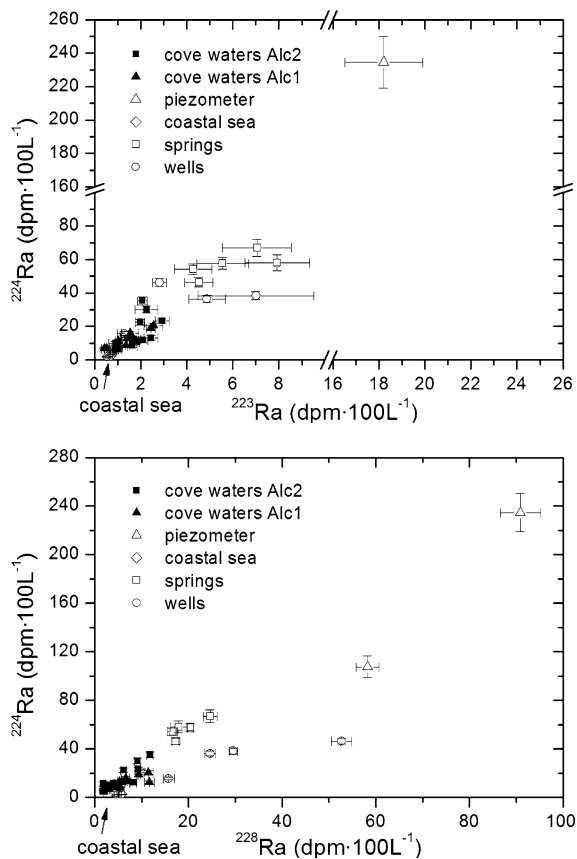 260
240
220
200
180
160
80
60
40
20
0
²²⁴Ra (dpm·100L⁻¹)
cove waters Alc2
cove waters Alc1
piezometer
coastal sea
springs
wells
0 2 4 6 8 16 18 20 22 24 26
coastal sea
²²³Ra (dpm·100L⁻¹)
280
240
200
160
120
80
40
0
²²⁴Ra (dpm·100L⁻¹)
cove waters Alc2
cove waters Alc1
piezometer
coastal sea
springs
wells
0 20 40 60 80 100
coastal sea
²²⁸Ra (dpm·100L⁻¹)